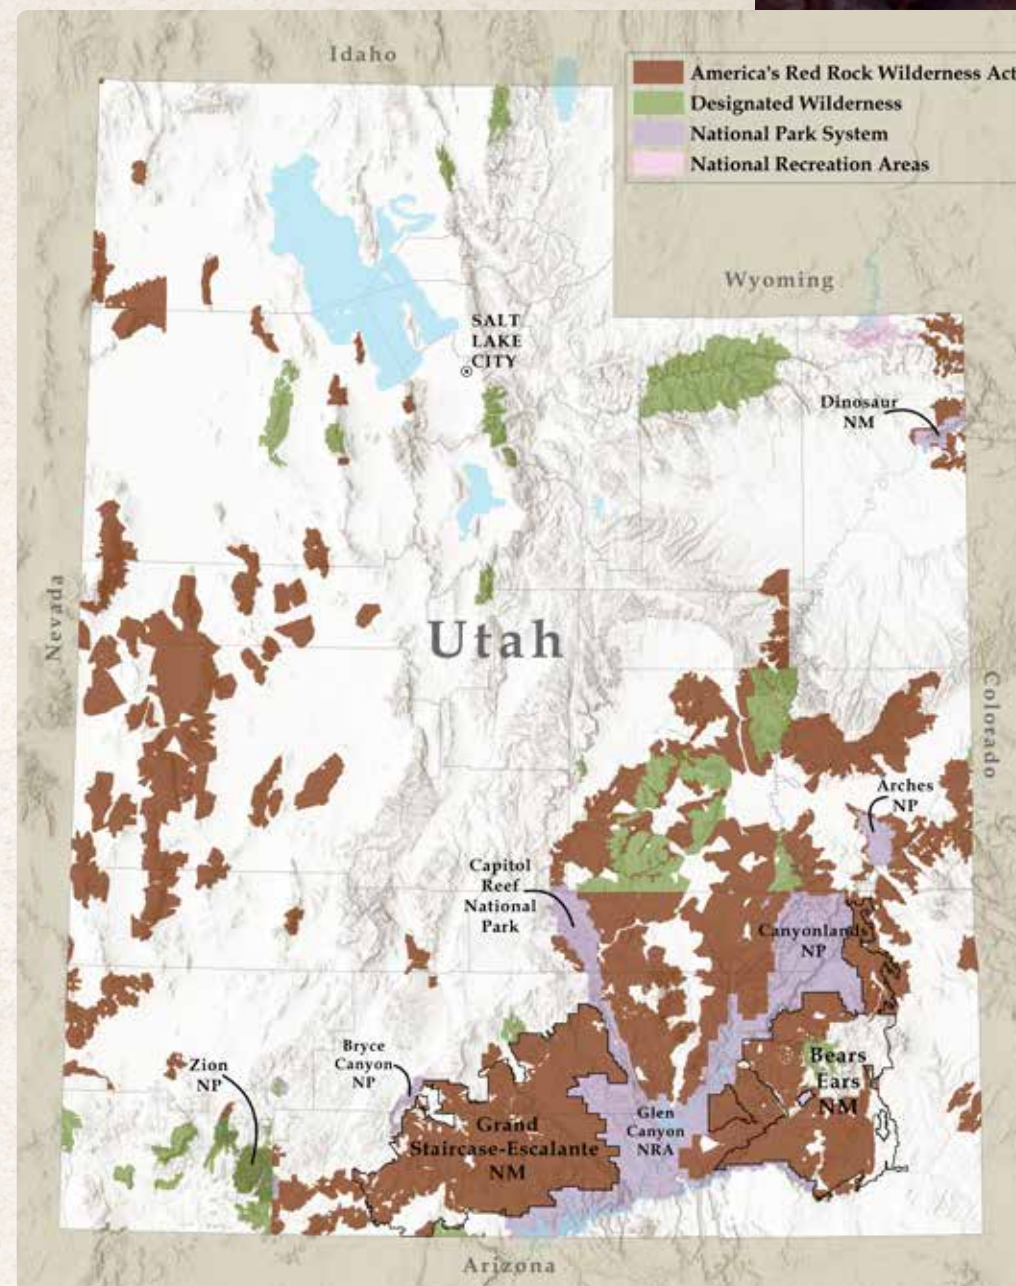 Idaho
America's Red Rock Wilderness Act
Designated Wilderness
National Park System
National Recreation Areas
Wyoming
SALT
LAKE
CITY
Dinosaur
NM
Nevada
Utah
Colorado
Arches
NP
Capitol
Reef
National
Park
Canyonlands
NP
Bryce
Canyon
NP
Zion
NP
Bears
Ears
NM
Glen
Canyon
NRA
Grand
Staircase-Escalante
NM
Arizona